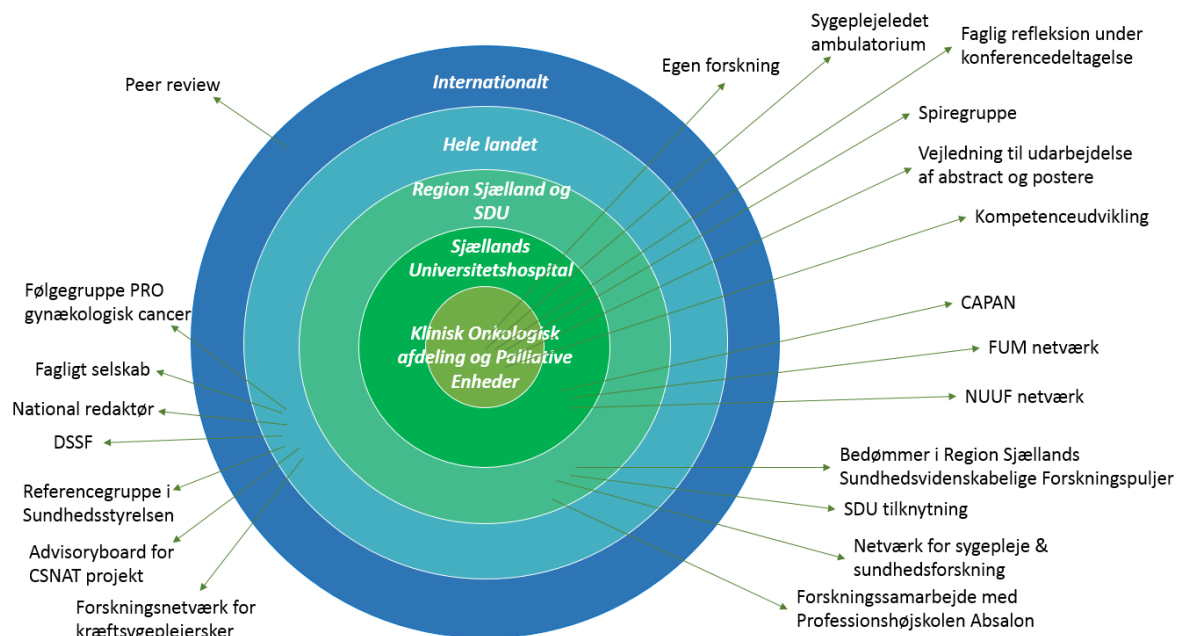 Internationalt
Hele landet
Region Sjælland og
SDU
Sjællands
Universitetshospital
Klinisk Onkologisk
afdeling og Palliative
Enheder
Peer review
Følgegruppe PRO
gynækologisk cancer
Fagligt selskab
National redaktør
DSSF
Referencegruppe i
Sundhedsstyrelsen
Advisoryboard for
CSNAT projekt
Forskningsnetværk for
kræftsygeplejersker
Egen forskning
Sygeplejeledet
ambulatorium
Faglig refleksion under
konferencedeltagelse
Spiregruppe
Vejledning til udarbejdelse
af abstract og postere
Kompetenceudvikling
CAPAN
FUM netværk
NUUF netværk
Bedømmer i Region Sjællands
Sundhedsvidenskabelige Forskningspuljer
SDU tilknytning
Netværk for sygepleje &
sundhedsforskning
Forskningssamarbejde med
Professionshøjskolen Absalon